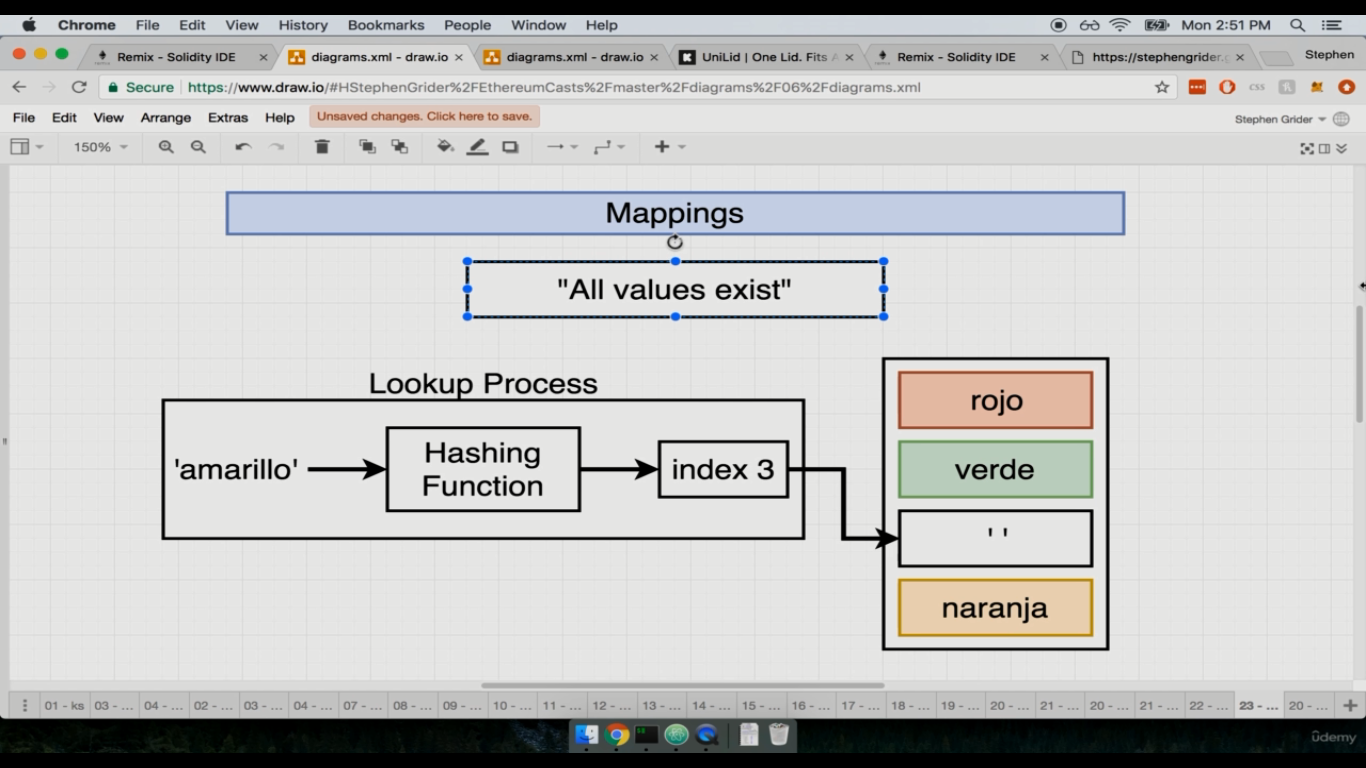 Chrome File Edit View History Bookmarks People Window Help Mon 2:51 PM
Remix - Solidity IDE diagrams.xml - draw.io diagrams.xml - draw.io UniLid | One Lid. Fits A Remix - Solidity IDE https://stephengrider.g Stephen
Secure https://www.draw.io/#HStephenGrider%2FEthereumCasts%2Fmaster%2Fdiagrams%2F06%2Fdiagrams.xml CSS
File Edit View Arrange Extras Help Unsaved changes. Click here to save. Stephen Grider
150%
Mappings
"All values exist"
Lookup Process
'amarillo'
Hashing
Function
index 3
rojo
verde
' '
naranja
01 - ks 03 - ... 04 - ... 02 - ... 03 - ... 04 - ... 07 - ... 08 - ... 09 - ... 10 - ... 11 - ... 12 - ... 13 - ... 14 - ... 15 - ... 16 - ... 17 - ... 18 - ... 19 - ... 20 - ... 21 - ... 20 - ... 21 - ... 22 - ... 23 - ... 20 - ...
ûdemy